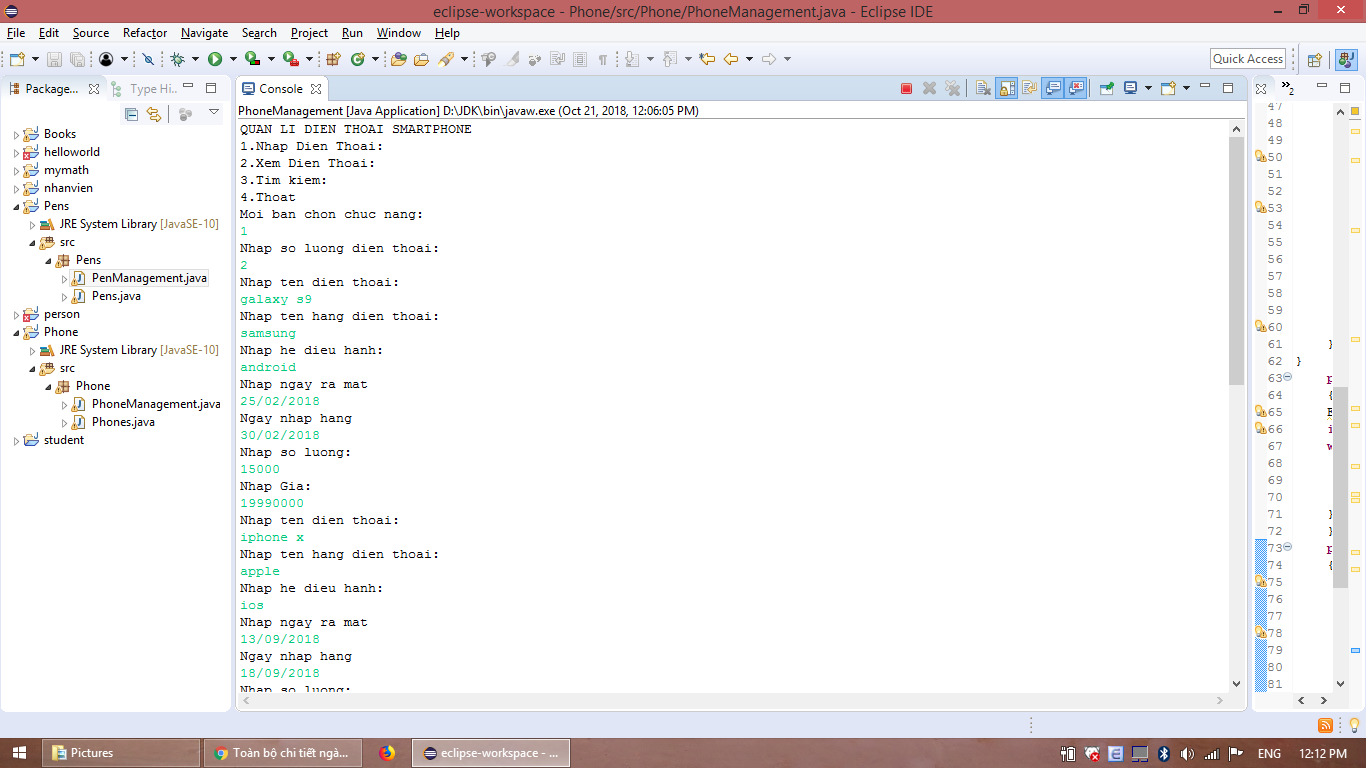 eclipse-workspace - Phone/src/Phone/PhoneManagement.java - Eclipse IDE
File Edit Source Refactor Navigate Search Project Run Window Help
Quick Access
Package...
Type Hi..
Books
helloworld
mymath
nhanvien
Pens
JRE System Library [JavaSE-10]
src
Pens
PenManagement.java
Pens.java
person
Phone
JRE System Library [JavaSE-10]
src
Phone
PhoneManagement.java
Phones.java
student
Console
PhoneManagement [Java Application] D:\JDK\bin\javaw.exe (Oct 21, 2018, 12:06:05 PM)
QUAN LI DIEN THOAI SMARTPHONE
1.Nhap Dien Thoai:
2.Xem Dien Thoai:
3.Tim kiem:
4.Thoat
Moi ban chon chuc nang:
1
Nhap so luong dien thoai:
2
Nhap ten dien thoai:
galaxy s9
Nhap ten hang dien thoai:
samsung
Nhap he dieu hanh:
android
Nhap ngay ra mat
25/02/2018
Ngay nhap hang
30/02/2018
Nhap so luong:
15000
Nhap Gia:
19990000
Nhap ten dien thoai:
iphone x
Nhap ten hang dien thoai:
apple
Nhap he dieu hanh:
ios
Nhap ngay ra mat
13/09/2018
Ngay nhap hang
18/09/2018
Nhap so luong:
2
47
48
49
50
51
52
53
54
55
56
57
58
59
60
61 }
62 }
63 p
64 {
65
66 i
67 w
68
69
70
71 }
72 }
73 p
74 {
75
76
77
78
79
80
81
Pictures
Toàn bộ chi tiết ngà...
eclipse-workspace - ...
ENG
12:12 PM